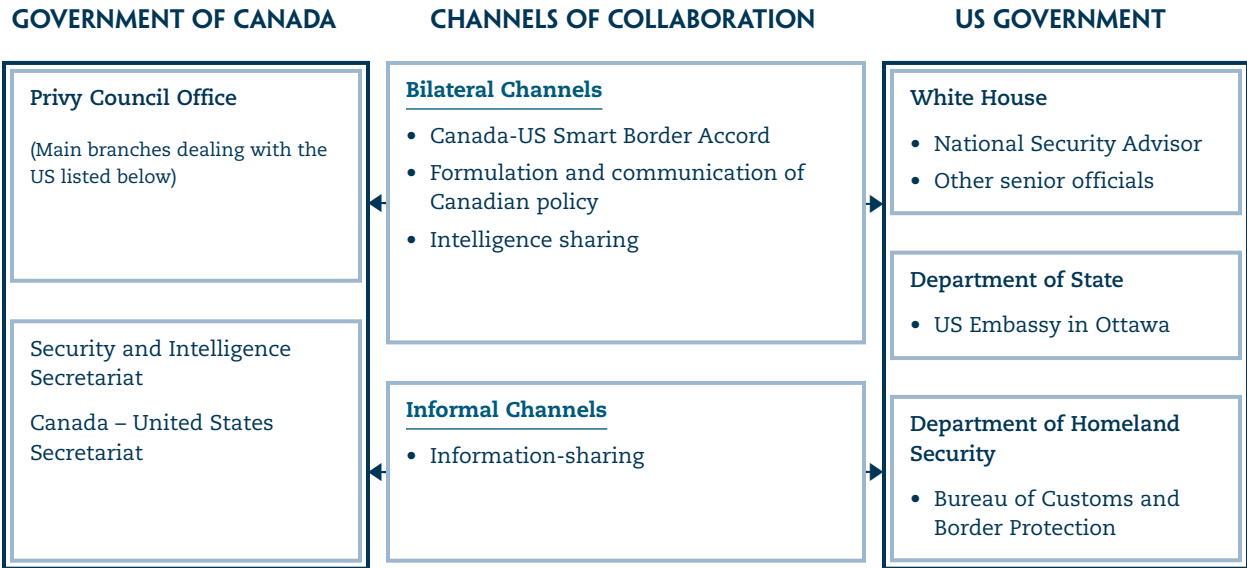 GOVERNMENT OF CANADA
CHANNELS OF COLLABORATION
US GOVERNMENT
Privy Council Office
(Main branches dealing with the
US listed below)
Security and Intelligence
Secretariat
Canada – United States
Secretariat
Bilateral Channels
• Canada-US Smart Border Accord
• Formulation and communication of
Canadian policy
• Intelligence sharing
Informal Channels
• Information-sharing
White House
• National Security Advisor
• Other senior officials
Department of State
• US Embassy in Ottawa
Department of Homeland
Security
• Bureau of Customs and
Border Protection